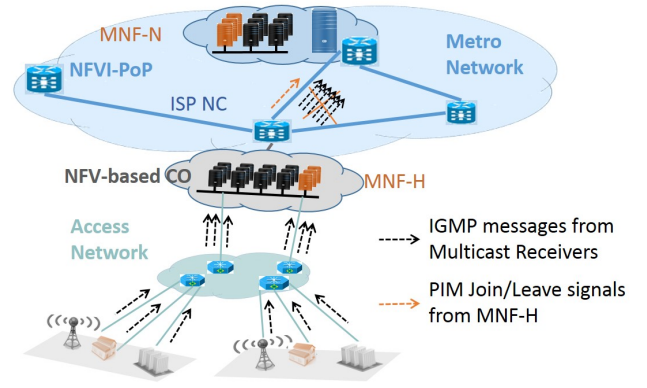 MNF-N
Metro
Network
NFVI-PoP
ISP NC
NFV-based CO
MNF-H
Access
Network
IGMP messages from
Multicast Receivers
PIM Join/Leave signals
from MNF-H